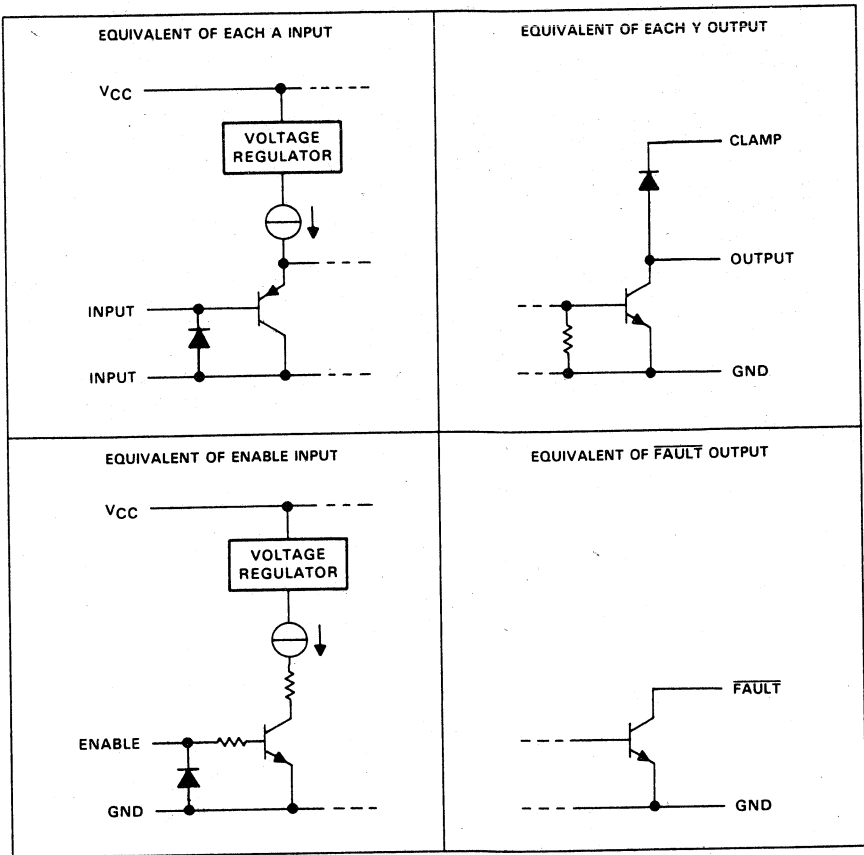 EQUIVALENT OF EACH A INPUT
VCC
VOLTAGE
REGULATOR
INPUT
INPUT
EQUIVALENT OF EACH Y OUTPUT
CLAMP
OUTPUT
GND
EQUIVALENT OF ENABLE INPUT
VCC
VOLTAGE
REGULATOR
ENABLE
GND
EQUIVALENT OF FAULT OUTPUT
FAULT
GND